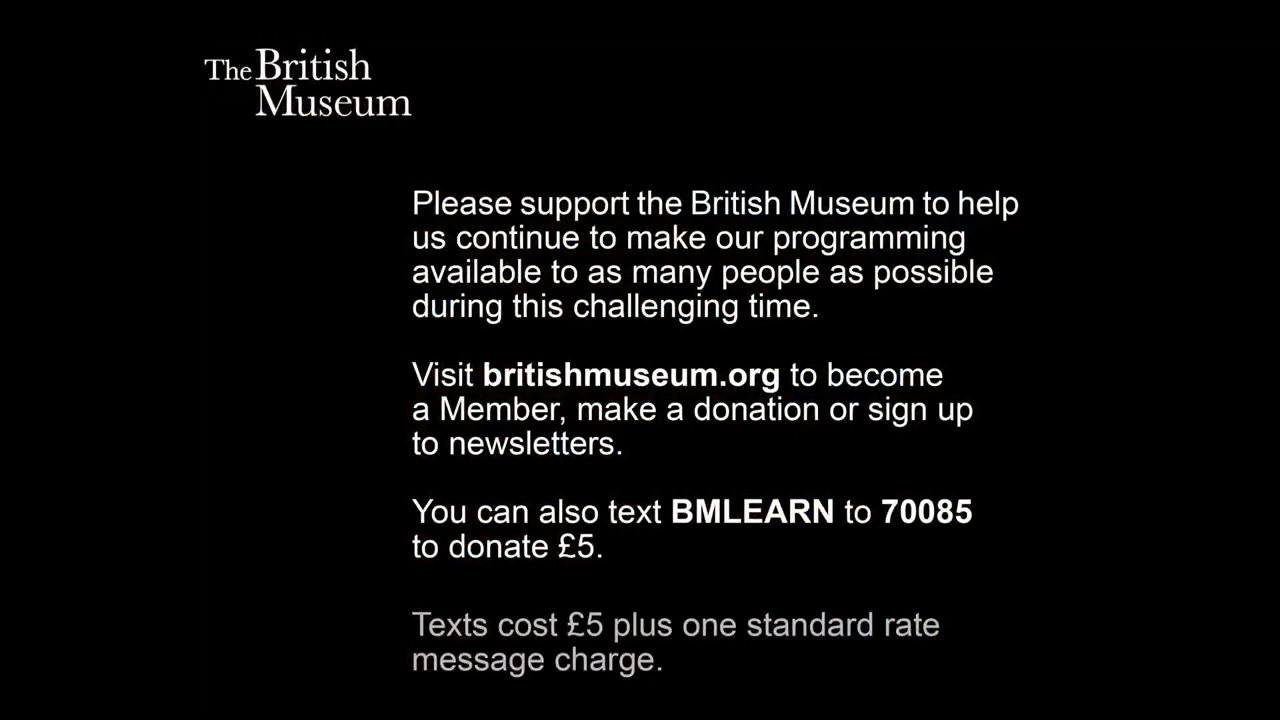 The British
Museum
Please support the British Museum to help
us continue to make our programming
available to as many people as possible
during this challenging time.
Visit britishmuseum.org to become
a Member, make a donation or sign up
to newsletters.
You can also text BMLEARN to 70085
to donate £5.
Texts cost £5 plus one standard rate
message charge.